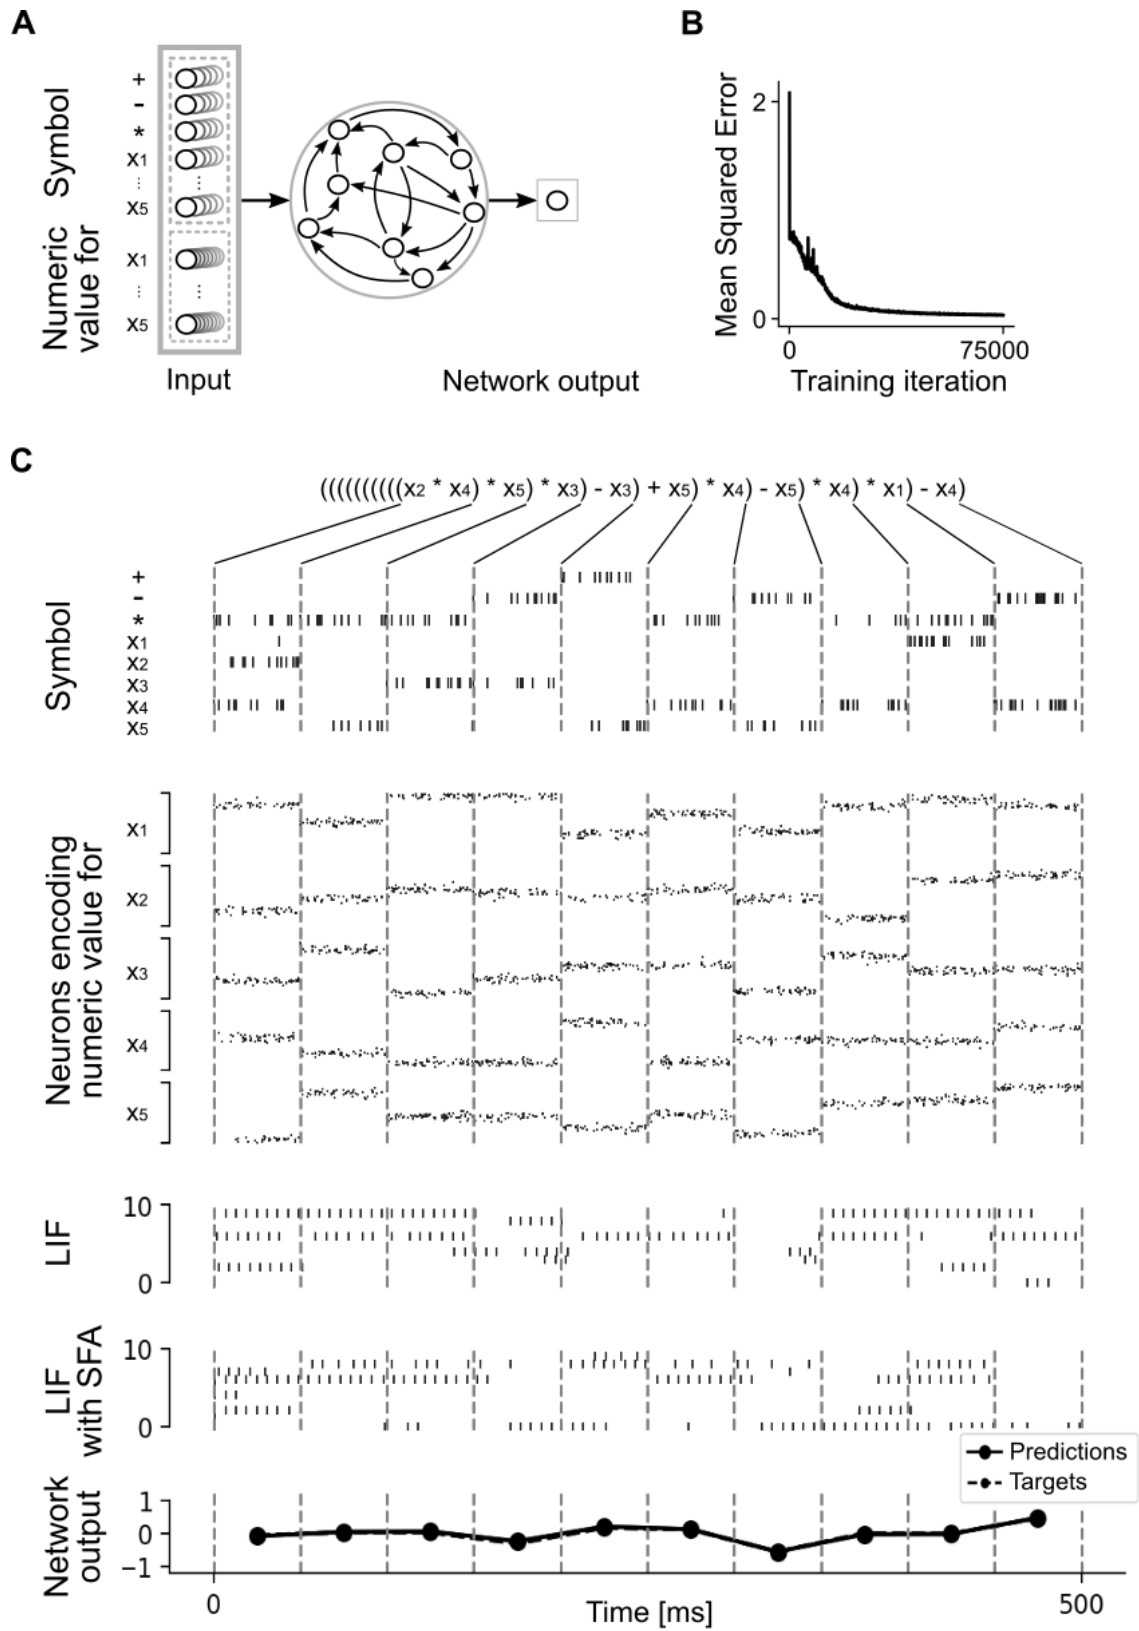 A
Symbol
Numeric
value for
+
-
*
x1
⋮
x5
x1
⋮
x5
Input
Network output
B
Mean Squared Error
2
0
0
75000
Training iteration
C
((((((((((x2 * x4) * x5) * x3) - x3) + x5) * x4) - x5) * x4) * x1) - x4)
Symbol
+
-
*
x1
x2
x3
x4
x5
Neurons encoding
numeric value for
x1
x2
x3
x4
x5
LIF
10
0
LIF
with SFA
10
0
Predictions
Targets
Network
output
1
0
−1
0
Time [ms]
500